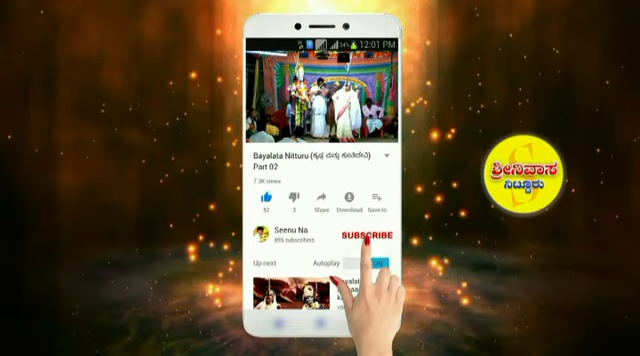 34% 12:01 PM
Bayalata Nitturu (ಕೃಷ್ಣ ಮತ್ತು ಕುಂತಿದೇವಿ)
Part 02
7.3K views
52 3 Share Download Save to
Seenu Na
895 subscribers
SUBSCRIBE
Up next Autoplay
ಶ್ರೀನಿವಾಸ
ನಿಟ್ಟೂರು